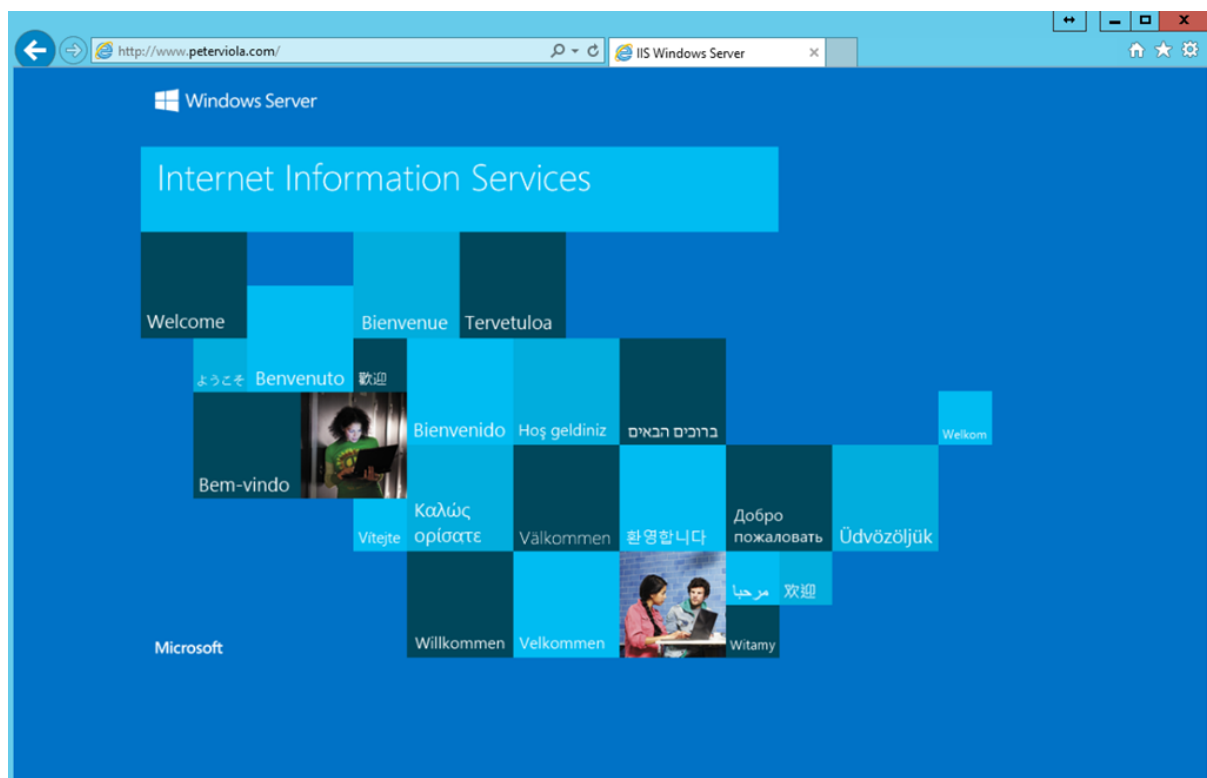 http://www.peterviola.com/
IIS Windows Server
Windows Server
Internet Information Services
Welcome
Bienvenue
Tervetuloa
ようこそ
Benvenuto
歡迎
Bienvenido
Hoş geldiniz
ברוכים הבאים
Welkom
Bem-vindo
Vítejte
Καλώς
ορίσατε
Välkommen
환영합니다
Добро
пожаловать
Üdvözöljük
Willkommen
Velkommen
مرحبا
欢迎
Witamy
Microsoft